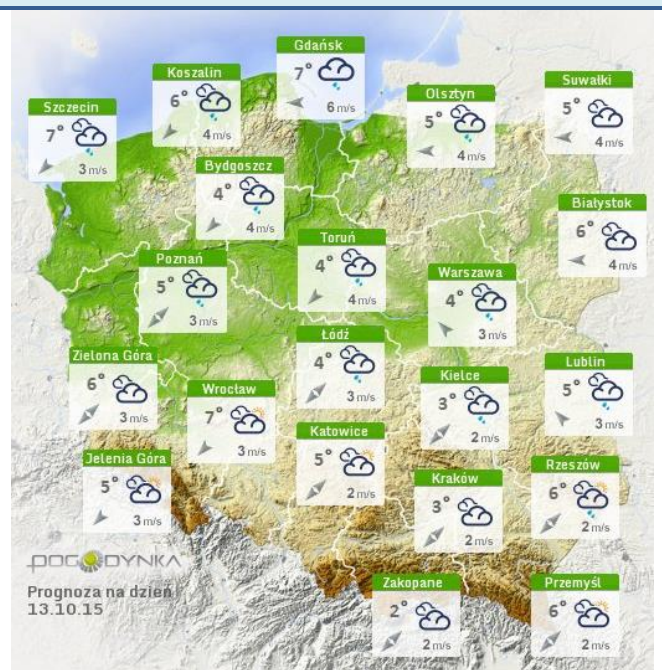 Gdańsk
7°
6 m/s
Koszalin
6°
4 m/s
Suwałki
5°
4 m/s
Olsztyn
5°
4 m/s
Szczecin
7°
3 m/s
Bydgoszcz
4°
4 m/s
Białystok
6°
4 m/s
Toruń
4°
4 m/s
Poznań
5°
3 m/s
Warszawa
4°
3 m/s
Łódź
4°
3 m/s
Zielona Góra
6°
3 m/s
Lublin
5°
3 m/s
Kielce
3°
2 m/s
Wrocław
7°
3 m/s
Katowice
5°
2 m/s
Jelenia Góra
5°
3 m/s
Rzeszów
6°
2 m/s
Kraków
3°
2 m/s
POGODYNKA
Prognoza na dzień
13.10.15
Zakopane
2°
2 m/s
Przemyśl
6°
2 m/s